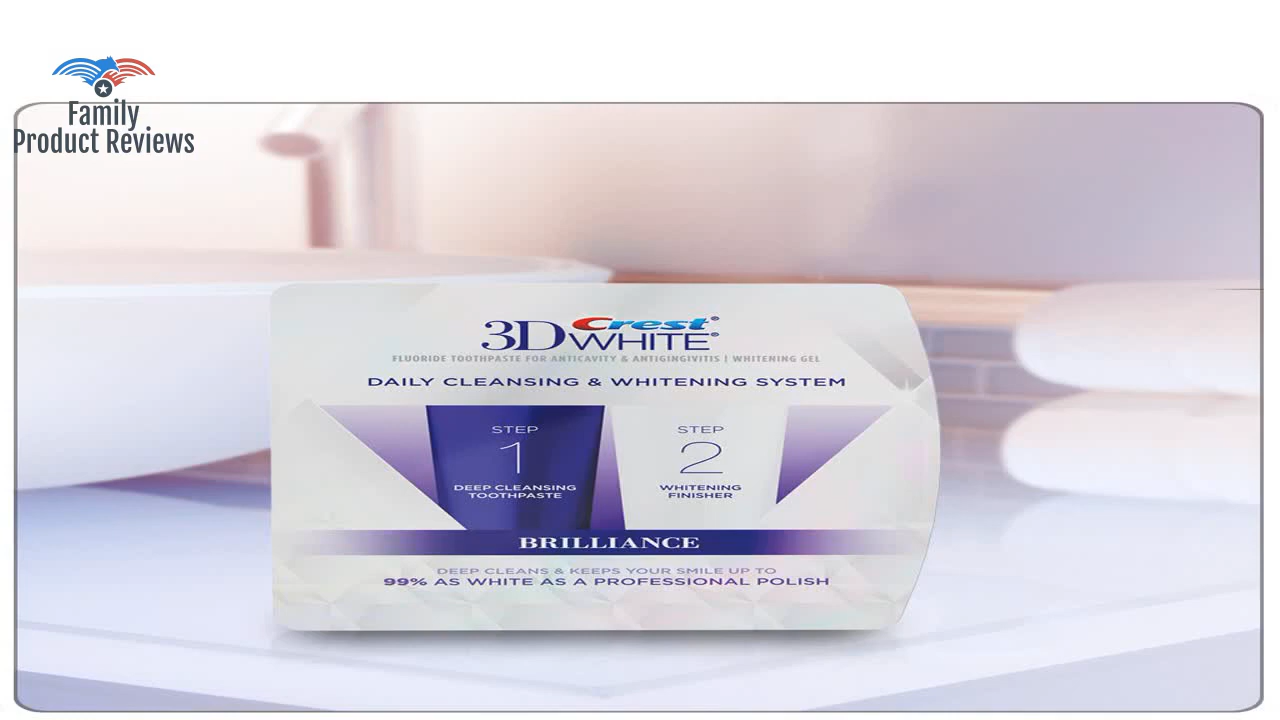 Family
Product Reviews
Crest®
3D WHITE®
FLUORIDE TOOTHPASTE FOR ANTICAVITY & ANTIGINGIVITIS | WHITENING GEL
DAILY CLEANSING & WHITENING SYSTEM
STEP
1
DEEP CLEANSING
TOOTHPASTE
STEP
2
WHITENING
FINISHER
BRILLIANCE
DEEP CLEANS & KEEPS YOUR SMILE UP TO
99% AS WHITE AS A PROFESSIONAL POLISH